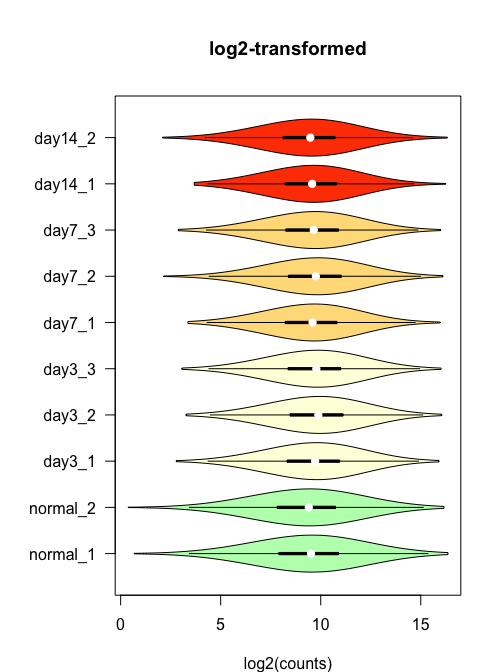 log2-transformed
day14_2
day14_1
day7_3
day7_2
day7_1
day3_3
day3_2
day3_1
normal_2
normal_1
0 5 10 15
log2(counts)